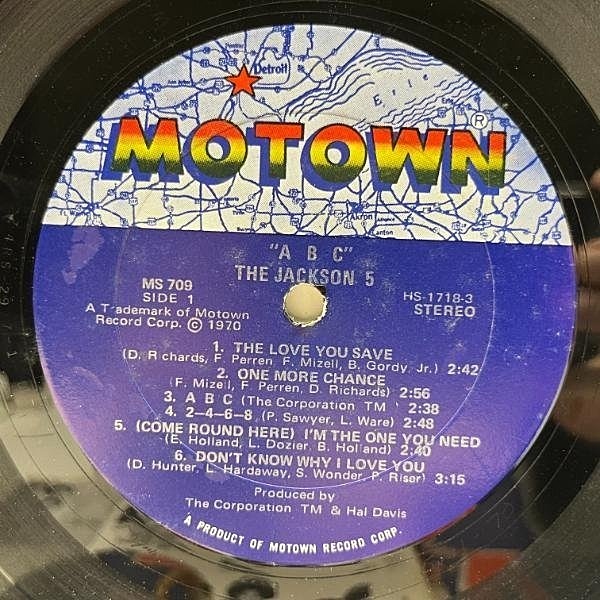 Detroit
Erie
MOTOWN®
Akron
Canton
"A B C"
THE JACKSON 5
MS 709
SIDE 1
HS-1718-3
STEREO
A Trademark of Motown
Record Corp. © 1970
1. THE LOVE YOU SAVE
(D. Richards, F. Perren, F. Mizell, B. Gordy, Jr.) 2:42
2. ONE MORE CHANCE
(F. Mizell, F. Perren, D. Richards) 2:56
3. A B C (The Corporation TM ) 2:38
4. 2-4-6-8 (P. Sawyer, L. Ware) 2:48
5. (COME ROUND HERE) I'M THE ONE YOU NEED
(E. Holland, L. Dozier, B. Holland) 2:40
6. DON'T KNOW WHY I LOVE YOU
(D. Hunter, L. Hardaway, S. Wonder, P. Riser) 3:15
Produced by
The Corporation TM & Hal Davis
A PRODUCT OF MOTOWN RECORD CORP.